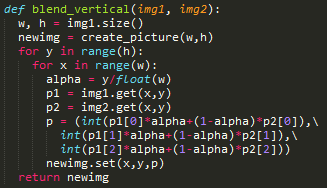 def blend_vertical(img1, img2):
    w, h = img1.size()
    newimg = create_picture(w,h)
    for y in range(h):
        for x in range(w):
            alpha = y/float(w)
            p1 = img1.get(x,y)
            p2 = img2.get(x,y)
            p = (int(p1[0]*alpha+(1-alpha)*p2[0]),\
                int(p1[1]*alpha+(1-alpha)*p2[1]),\
                int(p1[2]*alpha+(1-alpha)*p2[2]))
            newimg.set(x,y,p)
    return newimg